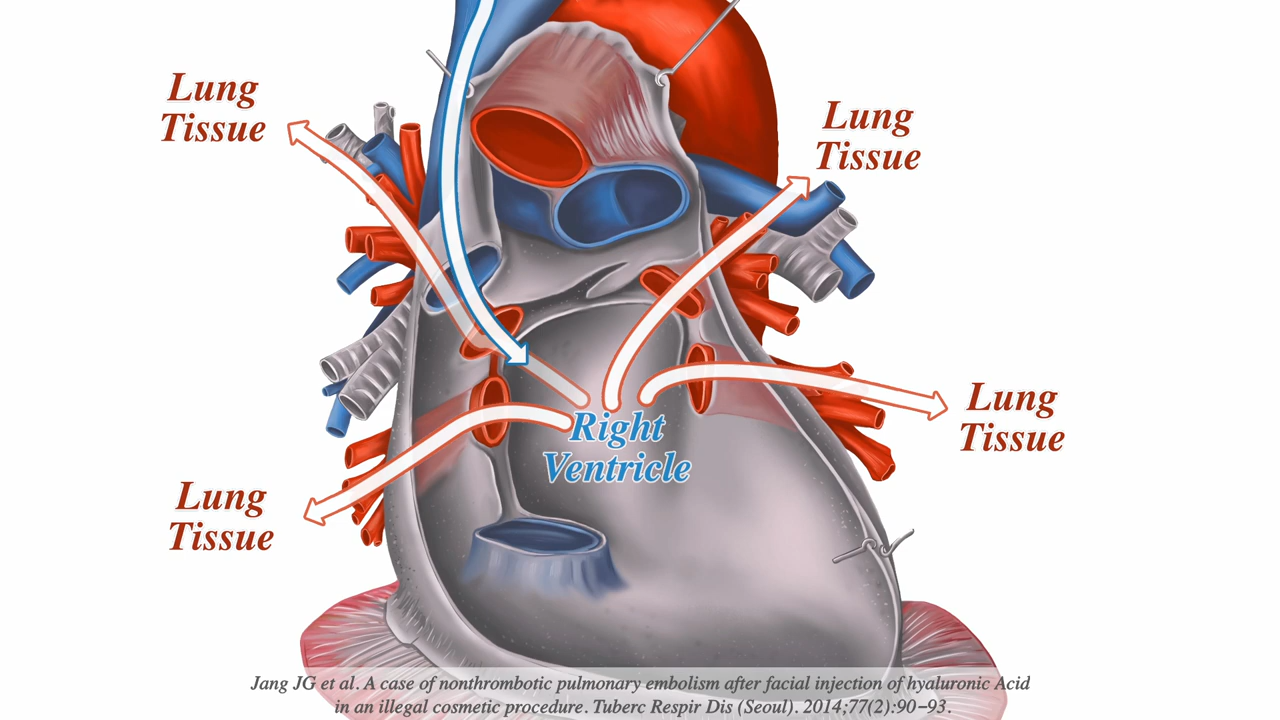 Lung
Tissue
Lung
Tissue
Right
Ventricle
Lung
Tissue
Lung
Tissue
Jang JG et al. A case of nonthrombotic pulmonary embolism after facial injection of hyaluronic Acid
in an illegal cosmetic procedure. Tuberc Respir Dis (Seoul). 2014;77(2):90–93.